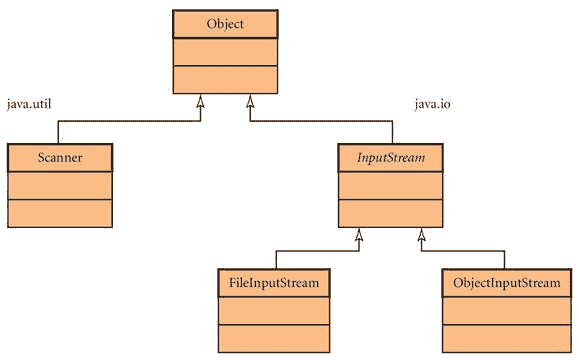 Object
java.util
java.io
Scanner
InputStream
FileInputStream
ObjectInputStream